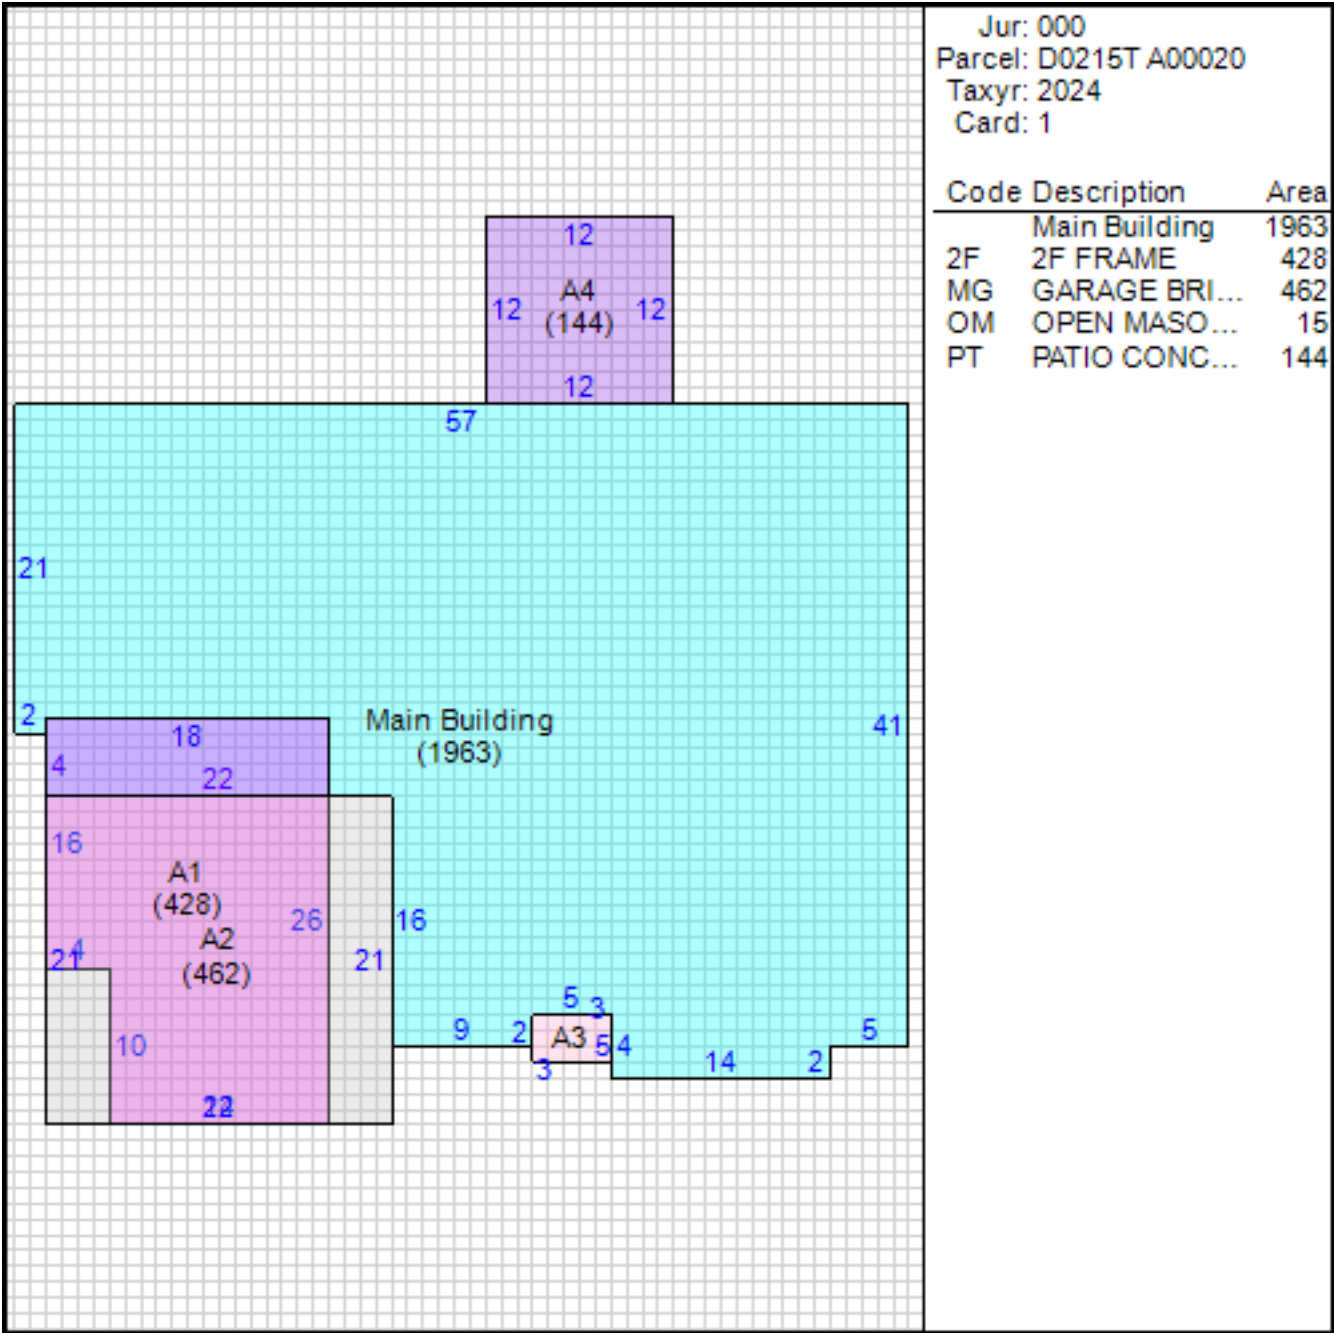 Jur: 000
Parcel: D0215T A00020
Taxyr: 2024
Card: 1
Code Description Area
Main Building 1963
2F 2F FRAME 428
MG GARAGE BRI... 462
OM OPEN MASO... 15
PT PATIO CONC... 144
12
A4
12 12
(144)
12
57
21
2
18
Main Building
(1963)
41
4
22
16
A1
(428)
26 16
A2
4
21 21
(462)
5 3
9 2 A3 5 4 5
10
3
14 2
22